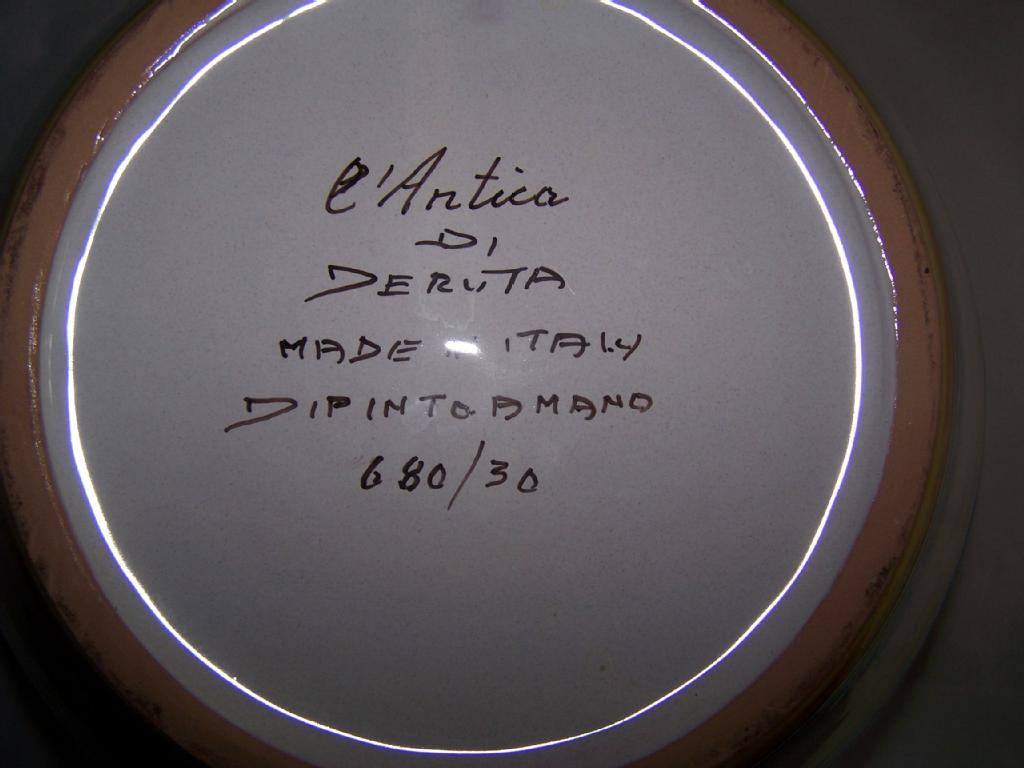 l'Antica
DI
DERUTA
MADE IN ITALY
DIPINTO A MANO
680/30